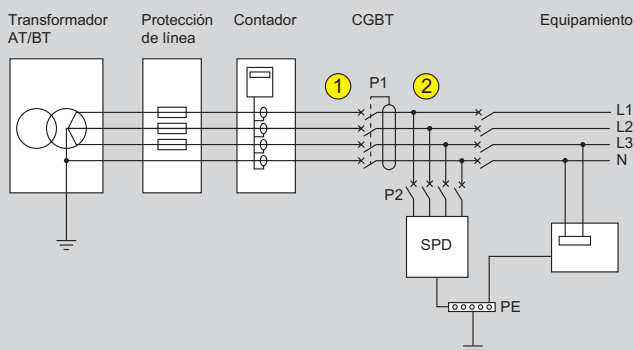 Transformador
AT/BT
Protección
de línea
Contador
CGBT
Equipamiento
1
P1
2
L1
L2
L3
N
P2
SPD
PE